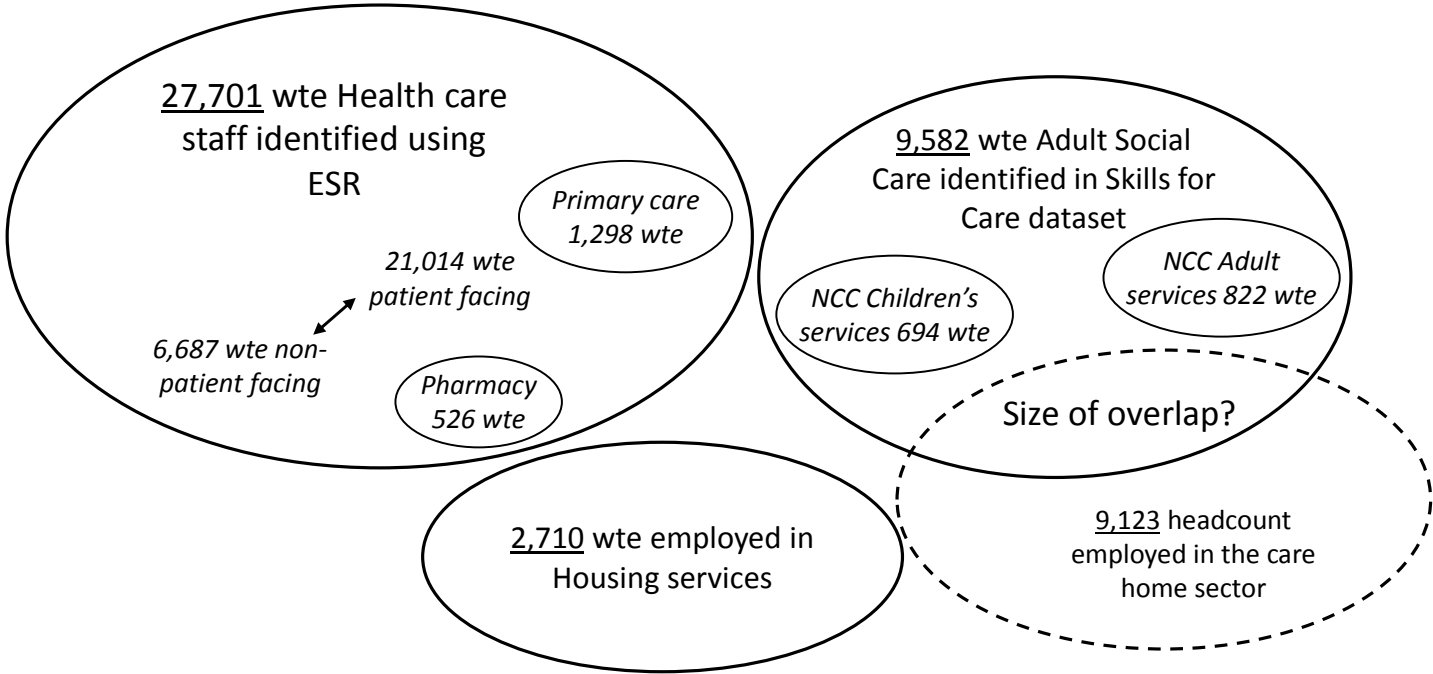 27,701 wte Health care
staff identified using
ESR
Primary care
1,298 wte
21,014 wte
patient facing
6,687 wte non-
patient facing
Pharmacy
526 wte
9,582 wte Adult Social
Care identified in Skills for
Care dataset
NCC Adult
services 822 wte
NCC Children’s
services 694 wte
Size of overlap?
2,710 wte employed in
Housing services
9,123 headcount
employed in the care
home sector